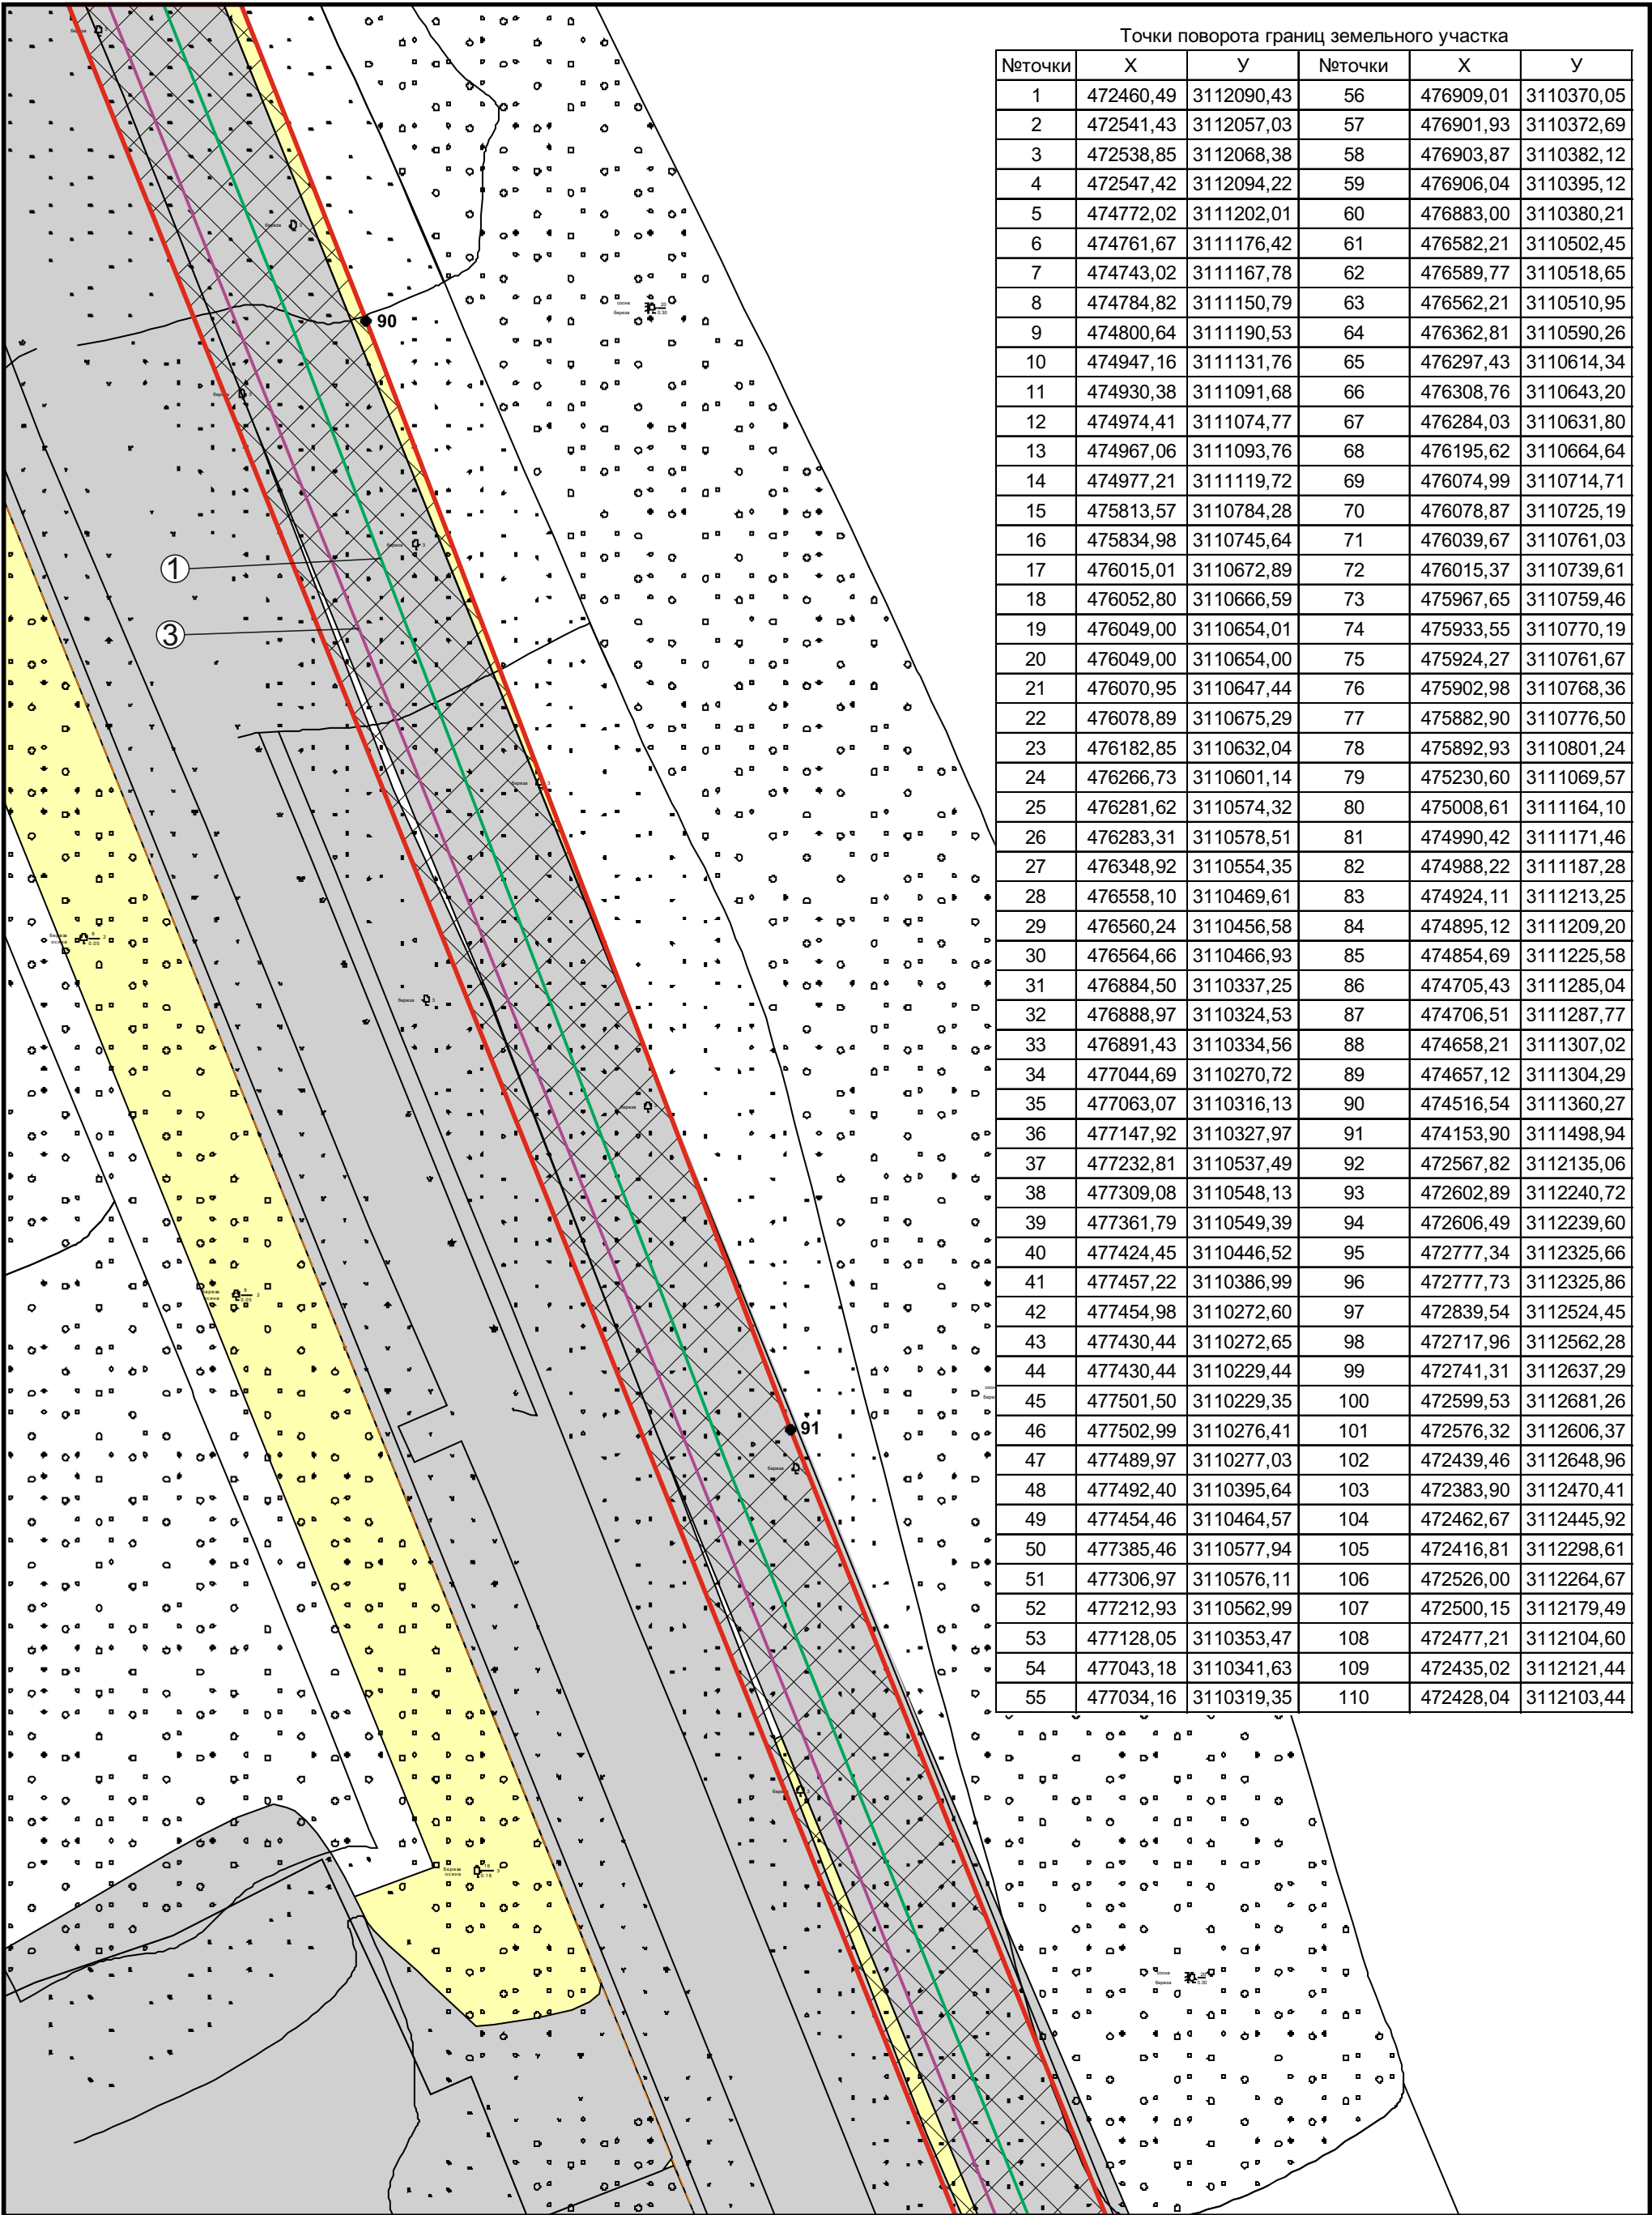 Точки поворота границ земельного участка
№точки X У №точки X У
1 472460,49 3112090,43 56 476909,01 3110370,05
2 472541,43 3112057,03 57 476901,93 3110372,69
3 472538,85 3112068,38 58 476903,87 3110382,12
4 472547,42 3112094,22 59 476906,04 3110395,12
5 474772,02 3111202,01 60 476883,00 3110380,21
6 474761,67 3111176,42 61 476582,21 3110502,45
7 474743,02 3111167,78 62 476589,77 3110518,65
8 474784,82 3111150,79 63 476562,21 3110510,95
9 474800,64 3111190,53 64 476362,81 3110590,26
10 474947,16 3111131,76 65 476297,43 3110614,34
11 474930,38 3111091,68 66 476308,76 3110643,20
12 474974,41 3111074,77 67 476284,03 3110631,80
13 474967,06 3111093,76 68 476195,62 3110664,64
14 474977,21 3111119,72 69 476074,99 3110714,71
15 475813,57 3110784,28 70 476078,87 3110725,19
16 475834,98 3110745,64 71 476039,67 3110761,03
17 476015,01 3110672,89 72 476015,37 3110739,61
18 476052,80 3110666,59 73 475967,65 3110759,46
19 476049,00 3110654,01 74 475933,55 3110770,19
20 476049,00 3110654,00 75 475924,27 3110761,67
21 476070,95 3110647,44 76 475902,98 3110768,36
22 476078,89 3110675,29 77 475882,90 3110776,50
23 476182,85 3110632,04 78 475892,93 3110801,24
24 476266,73 3110601,14 79 475230,60 3111069,57
25 476281,62 3110574,32 80 475008,61 3111164,10
26 476283,31 3110578,51 81 474990,42 3111171,46
27 476348,92 3110554,35 82 474988,22 3111187,28
28 476558,10 3110469,61 83 474924,11 3111213,25
29 476560,24 3110456,58 84 474895,12 3111209,20
30 476564,66 3110466,93 85 474854,69 3111225,58
31 476884,50 3110337,25 86 474705,43 3111285,04
32 476888,97 3110324,53 87 474706,51 3111287,77
33 476891,43 3110334,56 88 474658,21 3111307,02
34 477044,69 3110270,72 89 474657,12 3111304,29
35 477063,07 3110316,13 90 474516,54 3111360,27
36 477147,92 3110327,97 91 474153,90 3111498,94
37 477232,81 3110537,49 92 472567,82 3112135,06
38 477309,08 3110548,13 93 472602,89 3112240,72
39 477361,79 3110549,39 94 472606,49 3112239,60
40 477424,45 3110446,52 95 472777,34 3112325,66
41 477457,22 3110386,99 96 472777,73 3112325,86
42 477454,98 3110272,60 97 472839,54 3112524,45
43 477430,44 3110272,65 98 472717,96 3112562,28
44 477430,44 3110229,44 99 472741,31 3112637,29
45 477501,50 3110229,35 100 472599,53 3112681,26
46 477502,99 3110276,41 101 472576,32 3112606,37
47 477489,97 3110277,03 102 472439,46 3112648,96
48 477492,40 3110395,64 103 472383,90 3112470,41
49 477454,46 3110464,57 104 472462,67 3112445,92
50 477385,46 3110577,94 105 472416,81 3112298,61
51 477306,97 3110576,11 106 472526,00 3112264,67
52 477212,93 3110562,99 107 472500,15 3112179,49
53 477128,05 3110353,47 108 472477,21 3112104,60
54 477043,18 3110341,63 109 472435,02 3112121,44
55 477034,16 3110319,35 110 472428,04 3112103,44
90
1
3
91